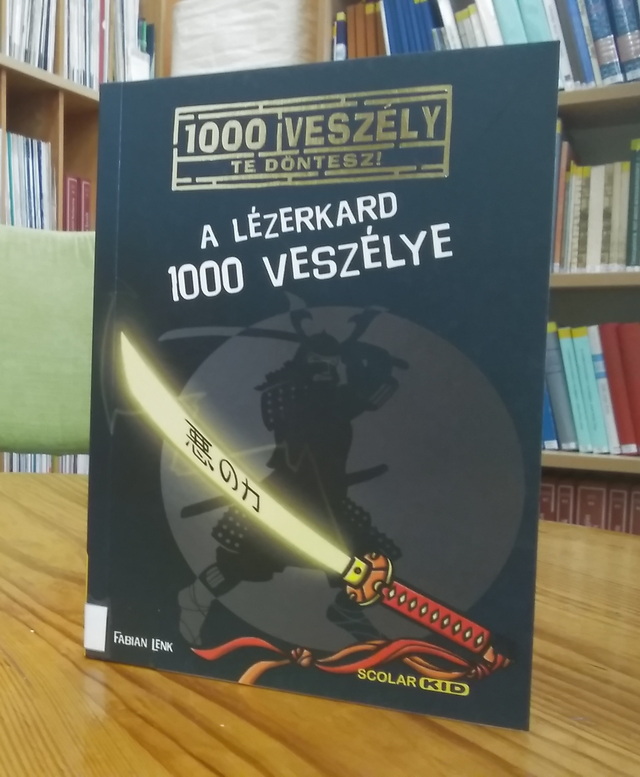 1000 VESZÉLY
TE DÖNTESZ!
A LÉZERKARD
1000 VESZÉLYE
悪の力
FABIAN LENK
SCOLAR KID